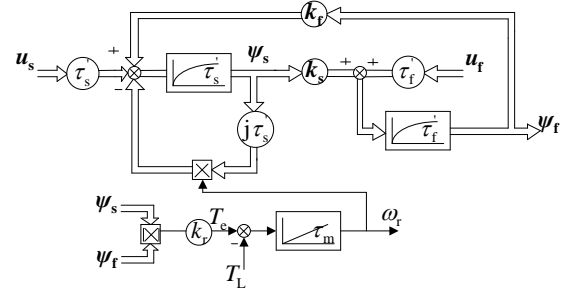 k_f
u_s τ'_s + − τ'_s ψ_s k_s + + τ'_f u_f
jτ'_s τ'_f ψ_f
×
ψ_s
ψ_f × k_r T_e − τ_m ω_r
T_L